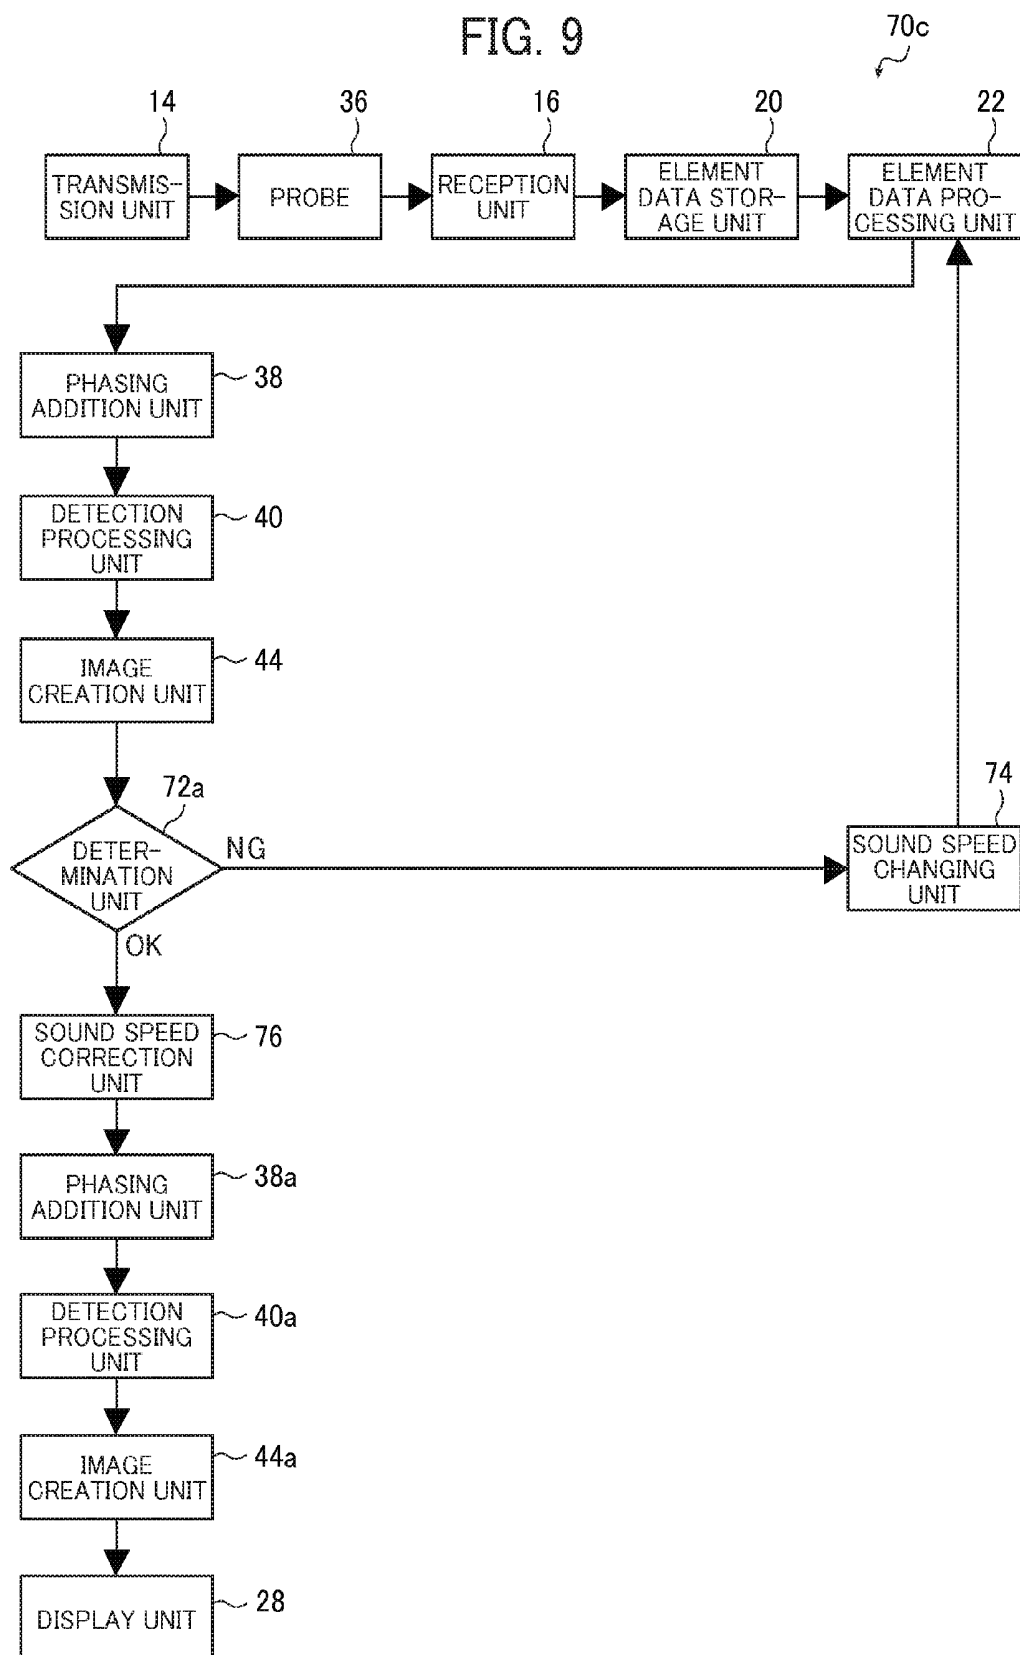 FIG. 9
70c
14
36
16
20
22
TRANSMIS-
SION UNIT
PROBE
RECEPTION
UNIT
ELEMENT
DATA STOR-
AGE UNIT
ELEMENT
DATA PRO-
CESSING UNIT
PHASING
ADDITION UNIT
38
DETECTION
PROCESSING
UNIT
40
IMAGE
CREATION UNIT
44
72a
DETER-
MINATION
UNIT
NG
OK
74
SOUND SPEED
CHANGING
UNIT
SOUND SPEED
CORRECTION
UNIT
76
PHASING
ADDITION UNIT
38a
DETECTION
PROCESSING
UNIT
40a
IMAGE
CREATION UNIT
44a
DISPLAY UNIT
28